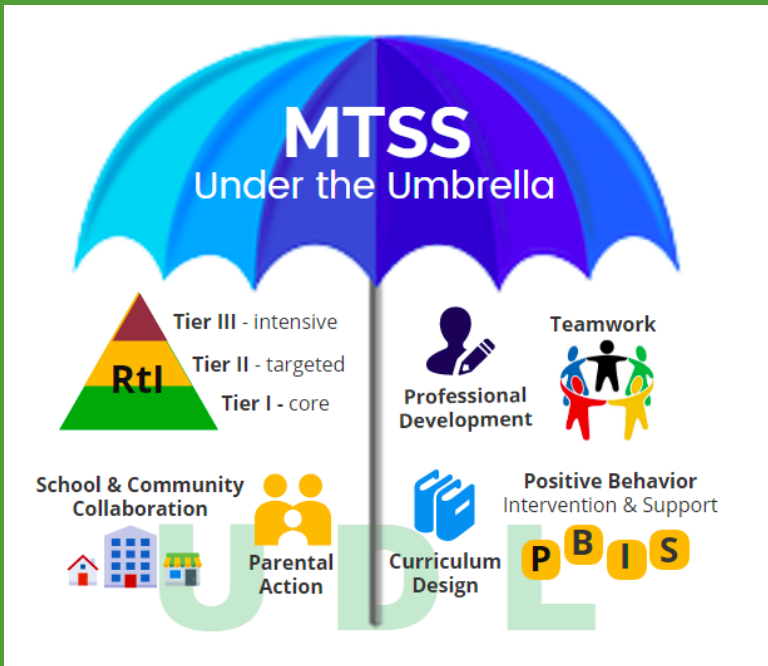 MTSS
Under the Umbrella
RtI
Tier III - intensive
Tier II - targeted
Tier I - core
Professional
Development
Teamwork
School & Community
Collaboration
Parental
Action
Curriculum
Design
Positive Behavior
Intervention & Support
P B I S
UDL